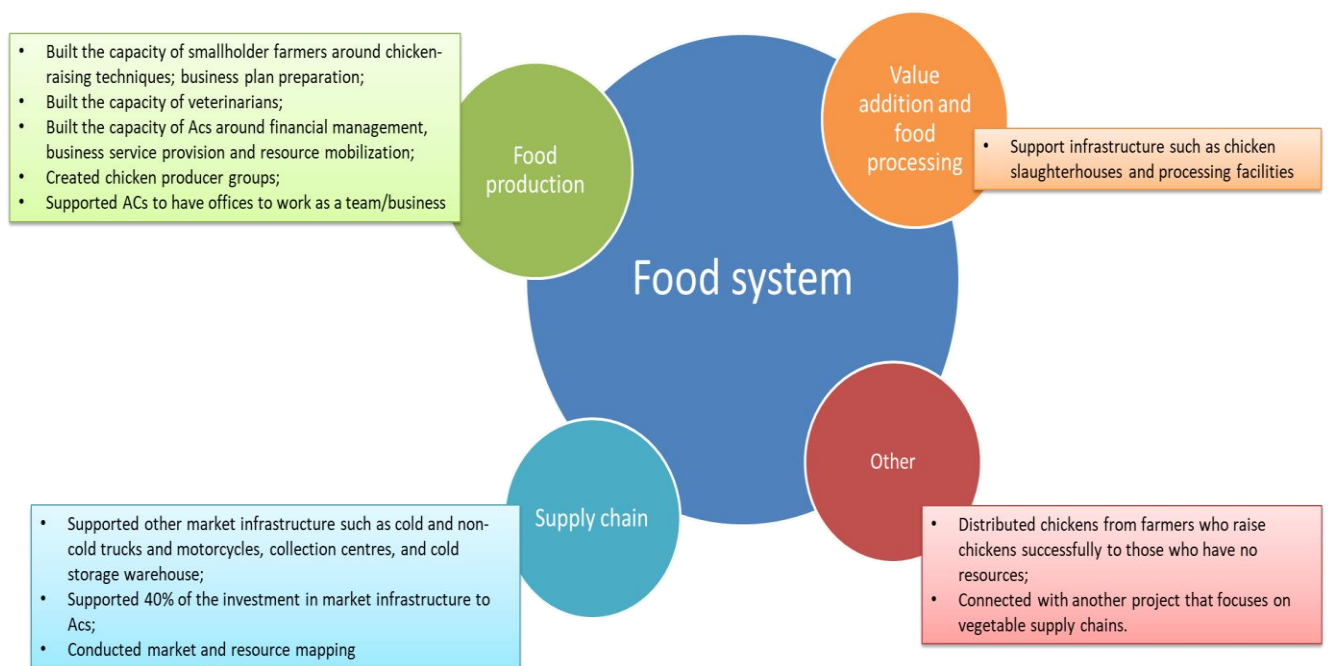 • Built the capacity of smallholder farmers around chicken-
raising techniques; business plan preparation;
• Built the capacity of veterinarians;
• Built the capacity of Acs around financial management,
business service provision and resource mobilization;
• Created chicken producer groups;
• Supported ACs to have offices to work as a team/business
Food
production
Value
addition and
food
processing
• Support infrastructure such as chicken
slaughterhouses and processing facilities
Food system
Supply chain
• Supported other market infrastructure such as cold and non-
cold trucks and motorcycles, collection centres, and cold
storage warehouse;
• Supported 40% of the investment in market infrastructure to
Acs;
• Conducted market and resource mapping
Other
• Distributed chickens from farmers who raise
chickens successfully to those who have no
resources;
• Connected with another project that focuses on
vegetable supply chains.